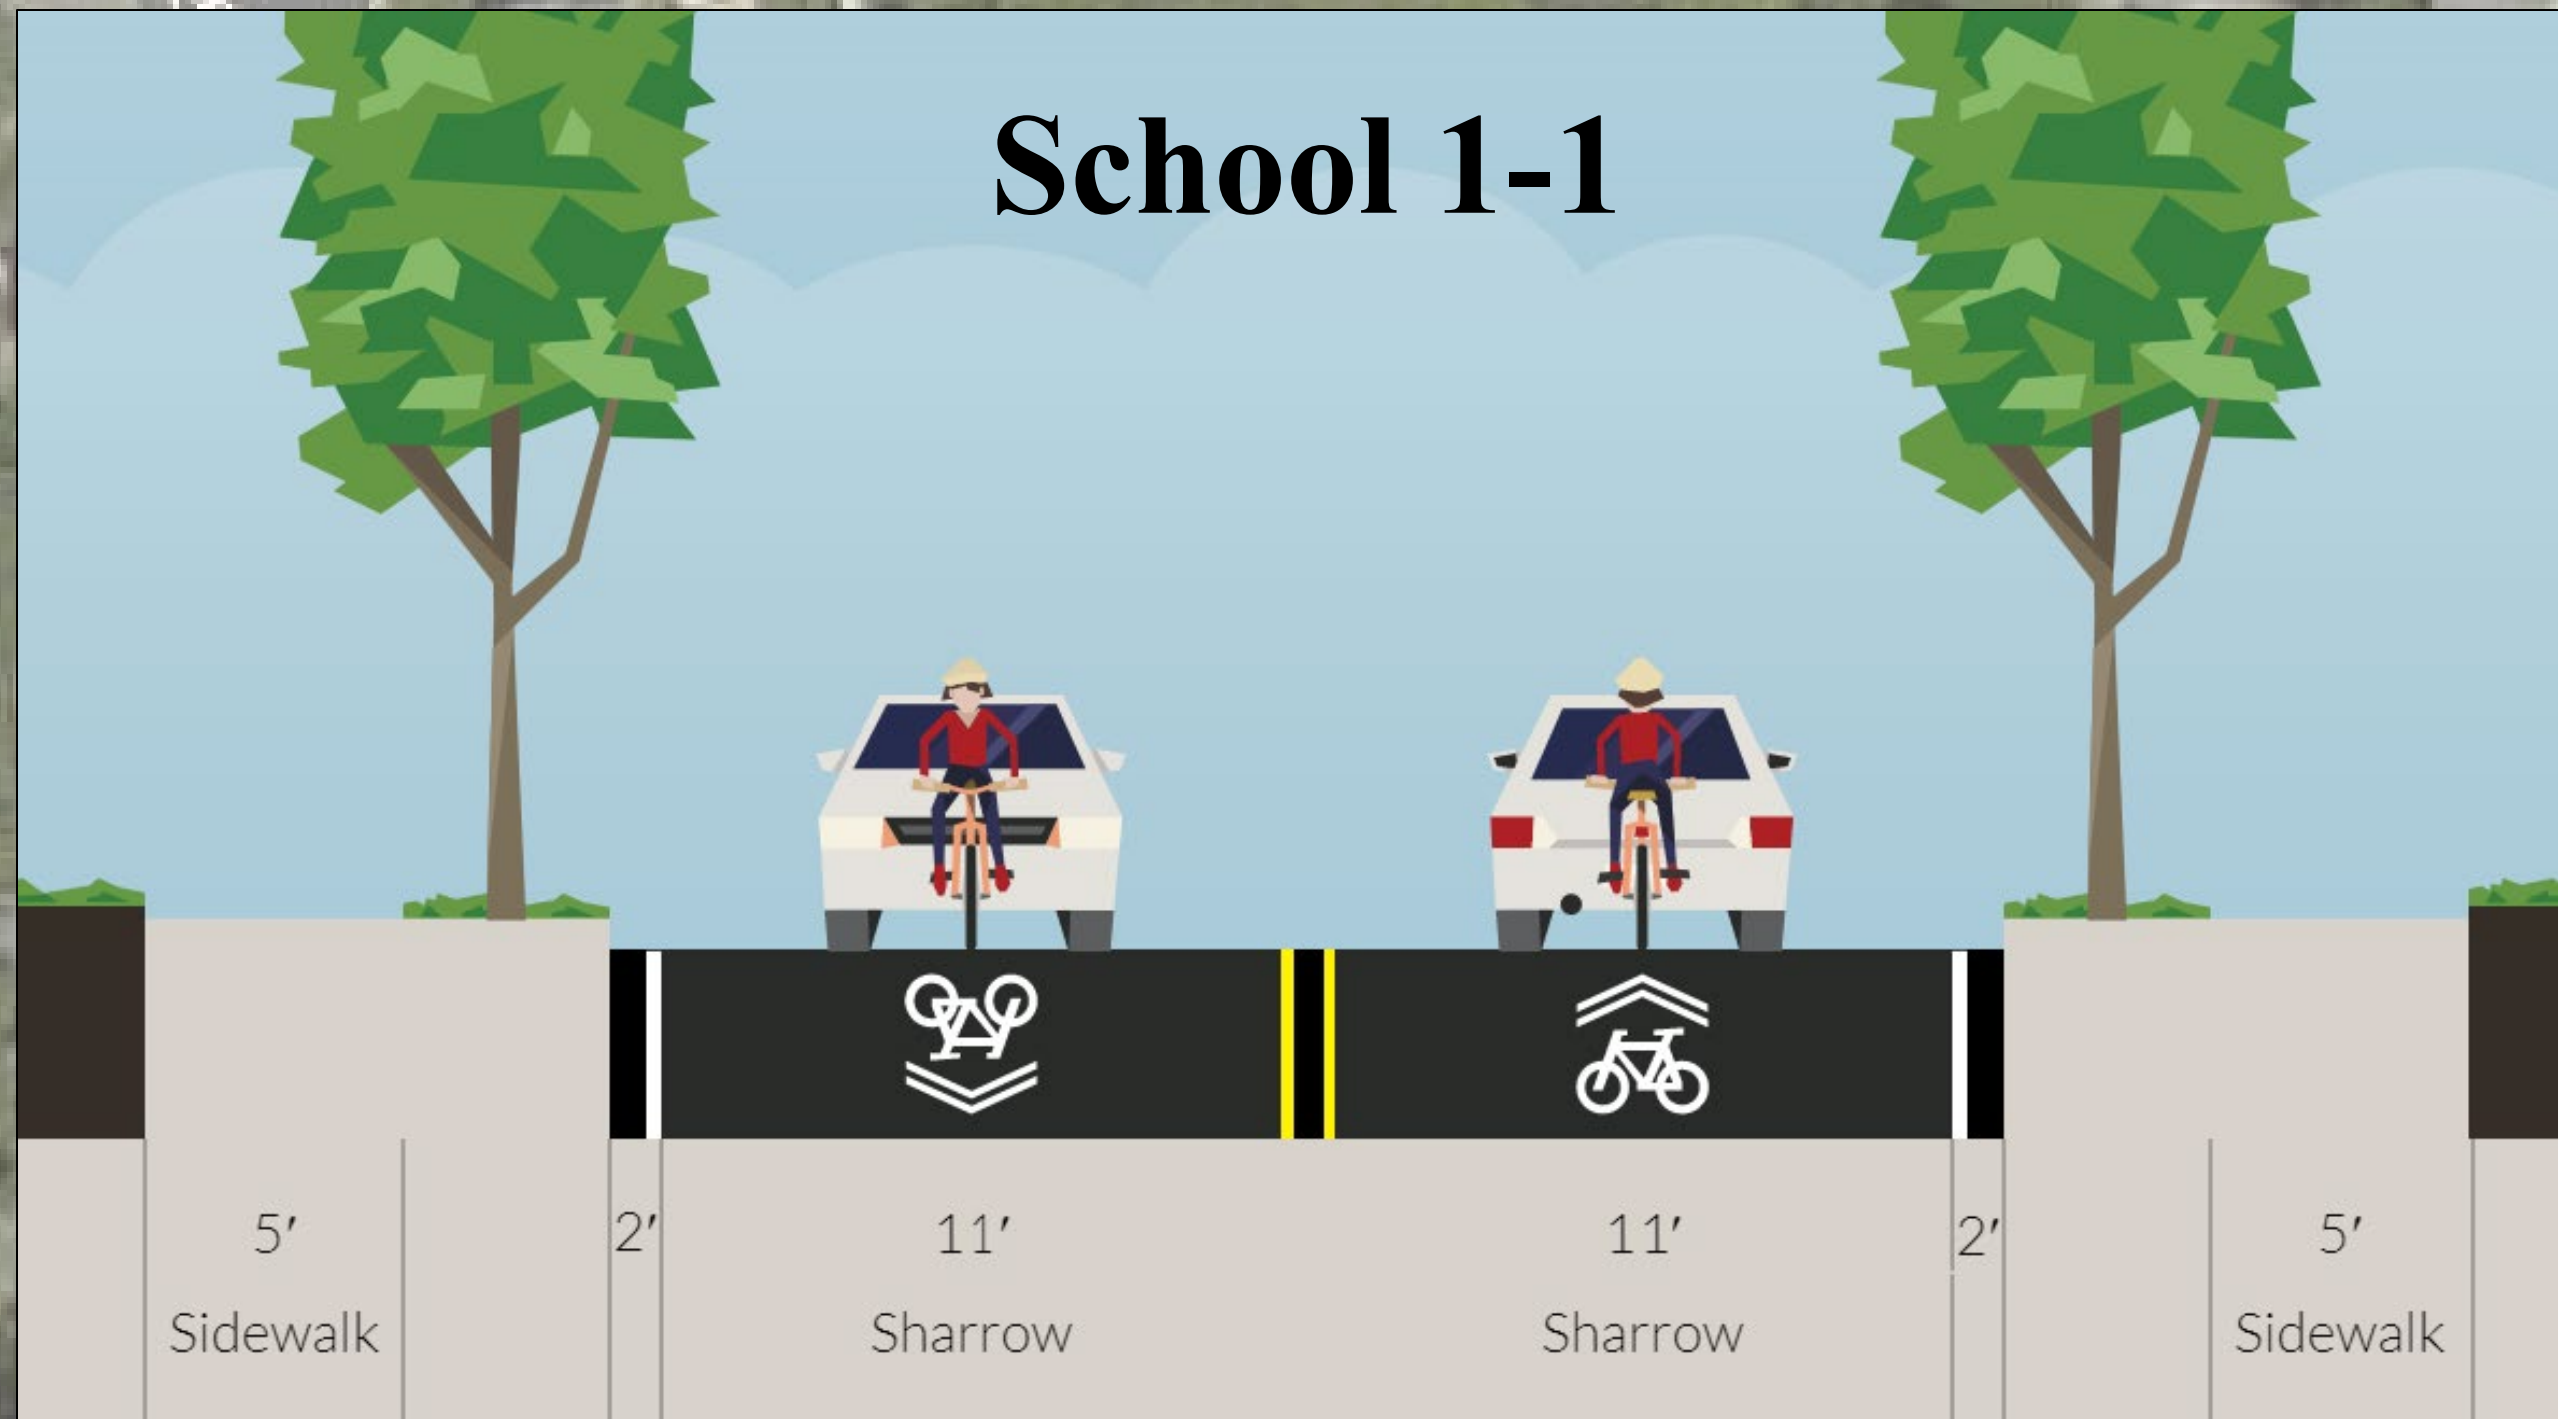 School 1-1
5′ 2′ 11′ 11′ 2′ 5′
Sidewalk Sharrow Sharrow Sidewalk